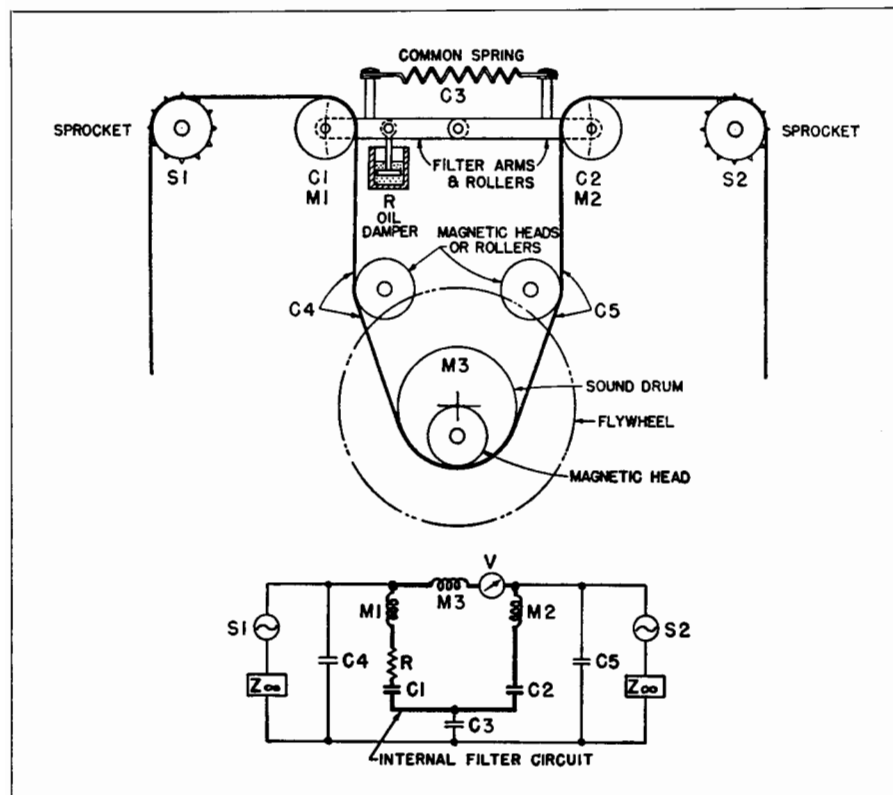 COMMON SPRING
C3
SPROCKET
SPROCKET
S1
C1
M1
FILTER ARMS
& ROLLERS
C2
M2
S2
R
OIL
DAMPER
MAGNETIC HEADS
OR ROLLERS
C4
C5
M3
SOUND DRUM
FLYWHEEL
MAGNETIC HEAD
V
M1
M3
M2
S1
S2
C4
R
C5
Z∞
C1
C2
Z∞
C3
INTERNAL FILTER CIRCUIT